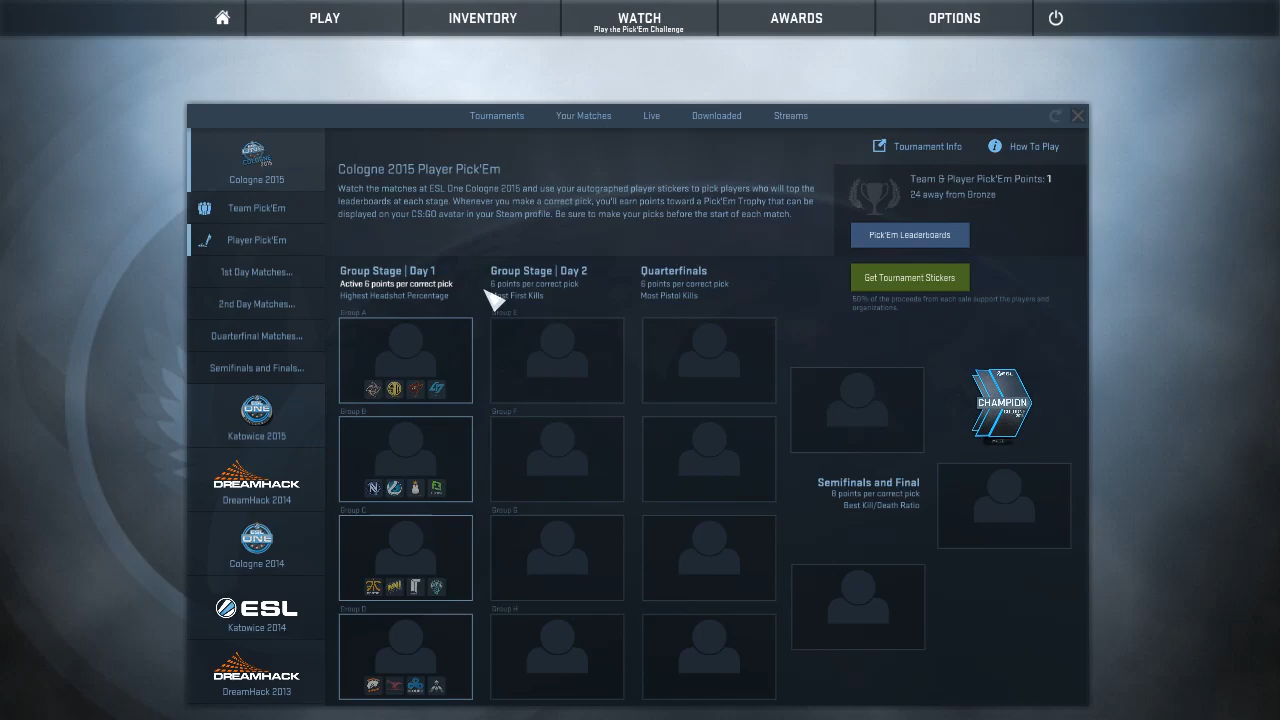 PLAY
INVENTORY
WATCH
Play the Pick'Em Challenge
AWARDS
OPTIONS
Tournaments
Your Matches
Live
Downloaded
Streams
Cologne 2015
Team Pick'Em
Player Pick'Em
1st Day Matches...
2nd Day Matches...
Quarterfinal Matches...
Semifinals and Finals...
ONE
Katowice 2015
DREAMHACK
DreamHack 2014
ONE
Cologne 2014
ESL
Katowice 2014
DREAMHACK
DreamHack 2013
Cologne 2015 Player Pick'Em
Watch the matches at ESL One Cologne 2015 and use your autographed player stickers to pick players who will top the
leaderboards at each stage. Whenever you make a correct pick, you'll earn points toward a Pick'Em Trophy that can be
displayed on your CS:GO avatar in your Steam profile. Be sure to make your picks before the start of each match.
Tournament Info
How To Play
Team & Player Pick'Em Points: 1
24 away from Bronze
Pick'Em Leaderboards
Get Tournament Stickers
50% of the proceeds from each sale support the players and
organizations.
Group Stage | Day 1
Active 6 points per correct pick
Highest Headshot Percentage
Group A
Group B
Group C
Group D
Group Stage | Day 2
6 points per correct pick
First Kills
Group E
Group F
Group G
Group H
Quarterfinals
6 points per correct pick
Most Pistol Kills
Semifinals and Final
8 points per correct pick
Best Kill/Death Ratio
ESL
CHAMPION
COLOGNE